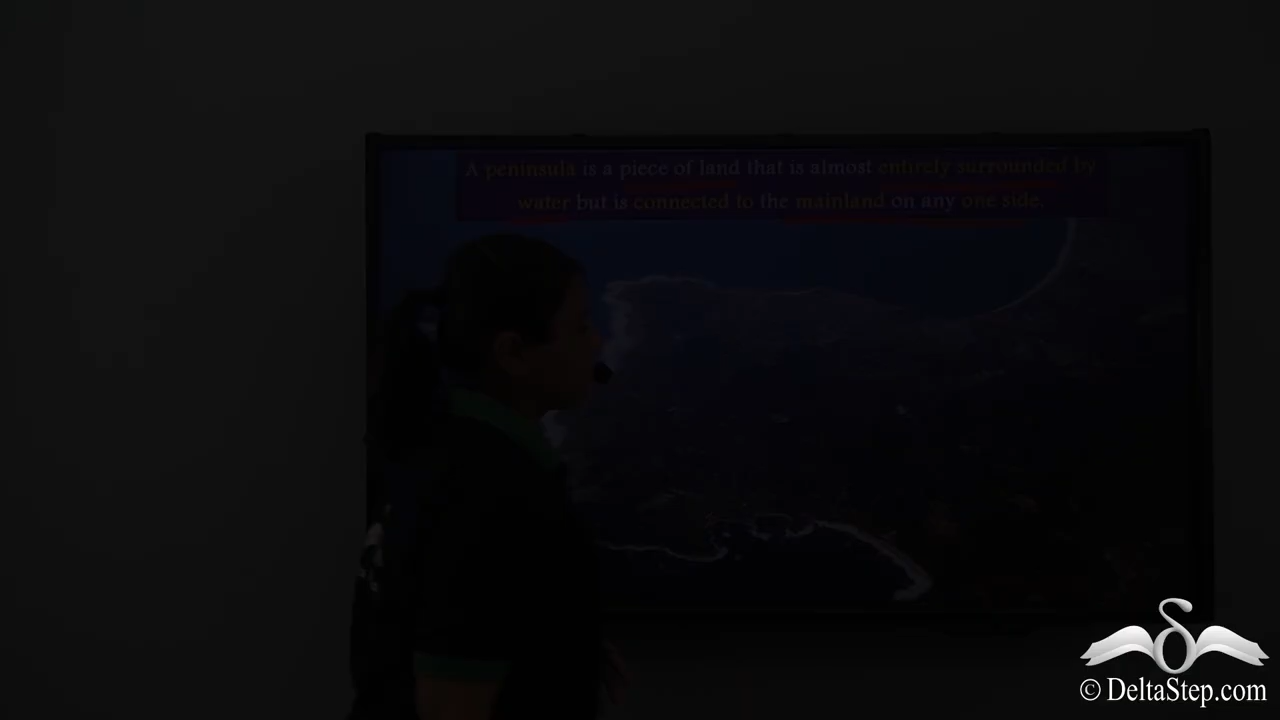 A peninsula is a piece of land that is almost entirely surrounded by
water but is connected to the mainland on any one side.
© DeltaStep.com